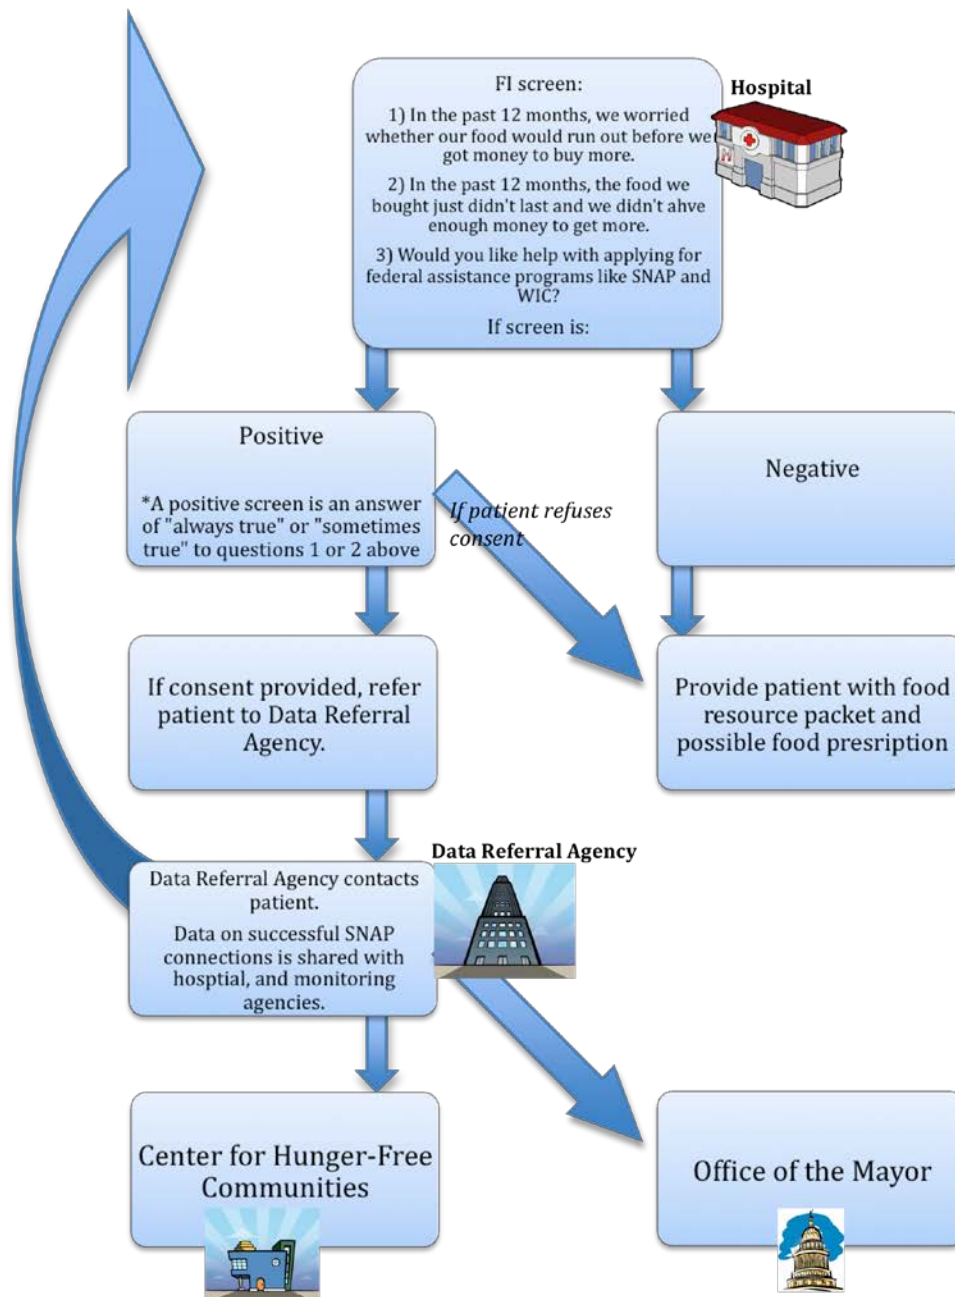 FI screen:
1) In the past 12 months, we worried
whether our food would run out before we
got money to buy more.
2) In the past 12 months, the food we
bought just didn't last and we didn't ahve
enough money to get more.
3) Would you like help with applying for
federal assistance programs like SNAP and
WIC?
If screen is:
Hospital
Positive
*A positive screen is an answer
of "always true" or "sometimes
true" to questions 1 or 2 above
If patient refuses
consent
Negative
If consent provided, refer
patient to Data Referral
Agency.
Provide patient with food
resource packet and
possible food presription
Data Referral Agency
Data Referral Agency contacts
patient.
Data on successful SNAP
connections is shared with
hosptial, and monitoring
agencies.
Center for Hunger-Free
Communities
Office of the Mayor